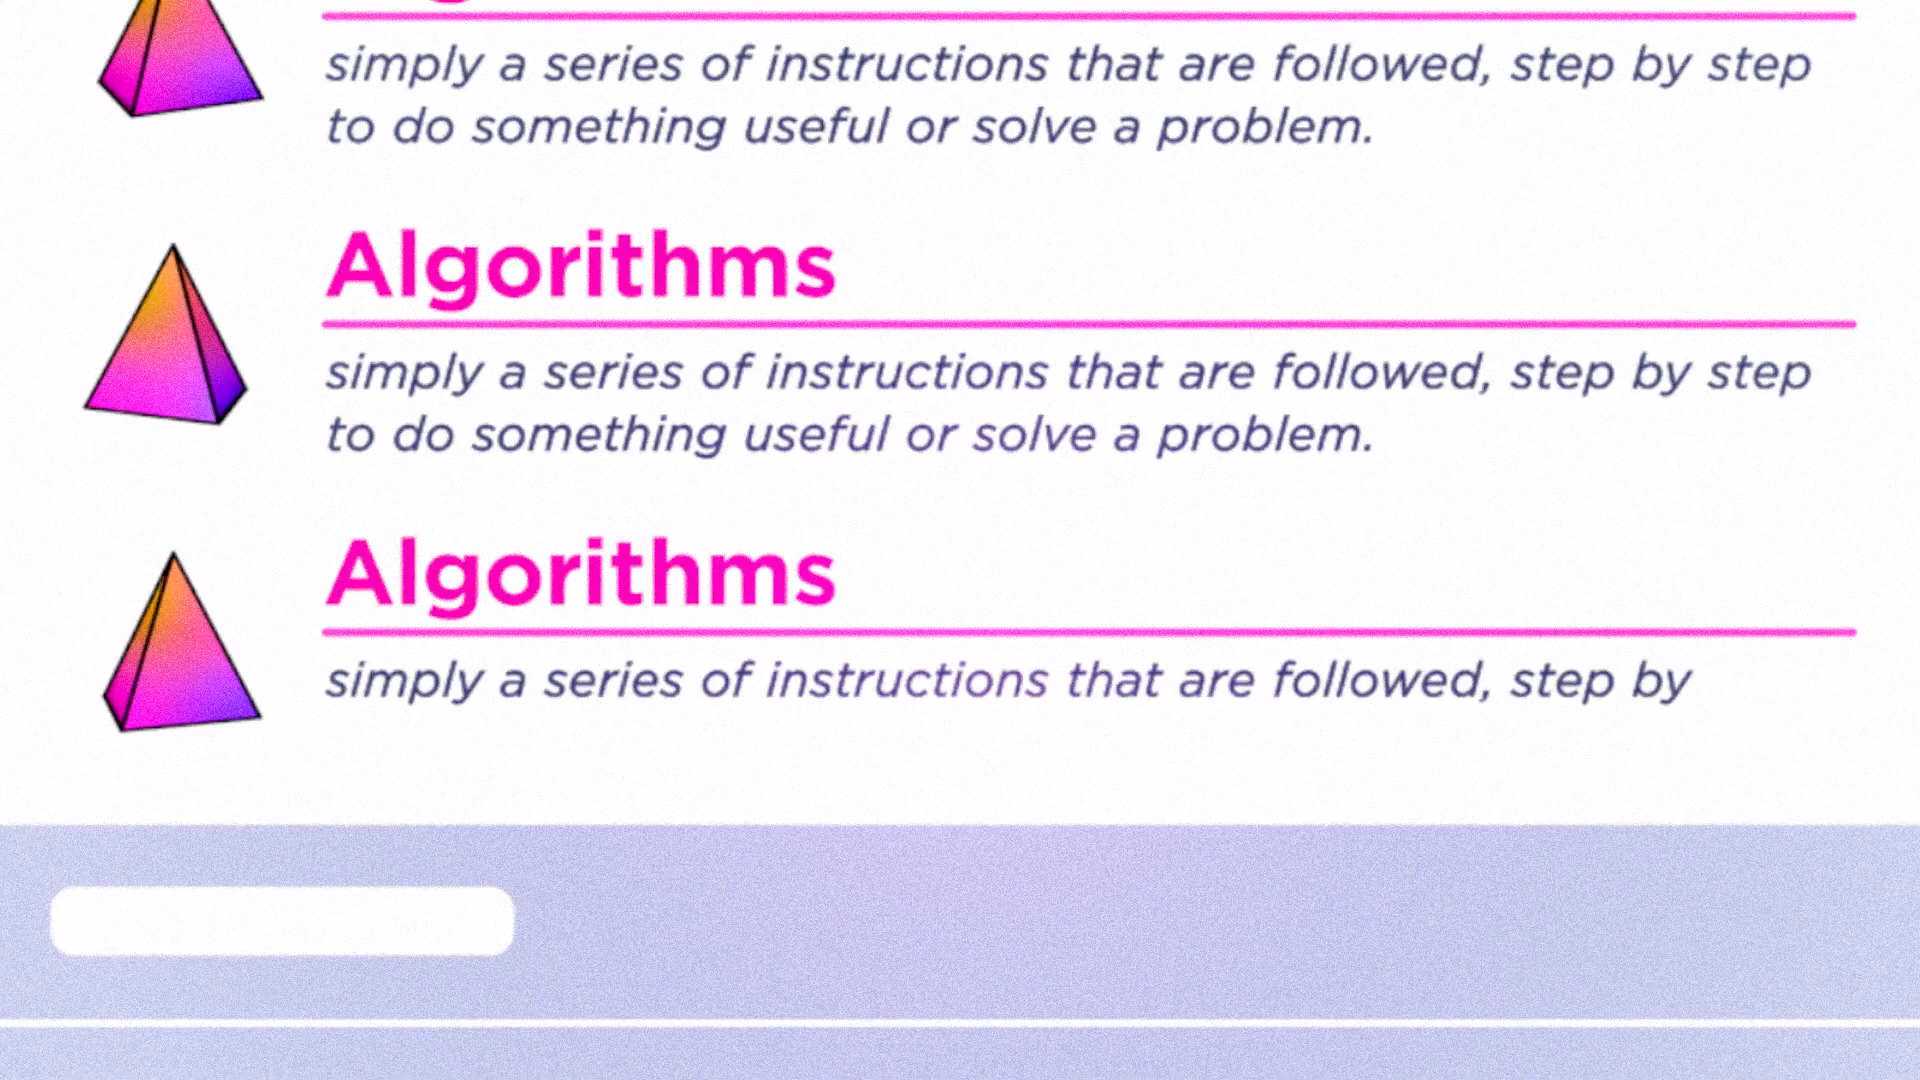 simply a series of instructions that are followed, step by step
to do something useful or solve a problem.
Algorithms
simply a series of instructions that are followed, step by step
to do something useful or solve a problem.
Algorithms
simply a series of instructions that are followed, step by